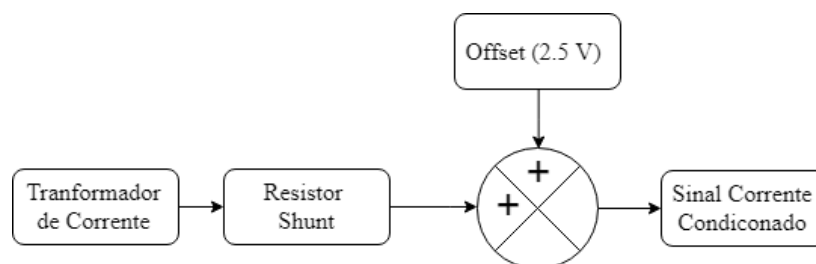 Offset (2.5 V)
Tranformador
de Corrente
Resistor
Shunt
+
+
Sinal Corrente
Condiconado